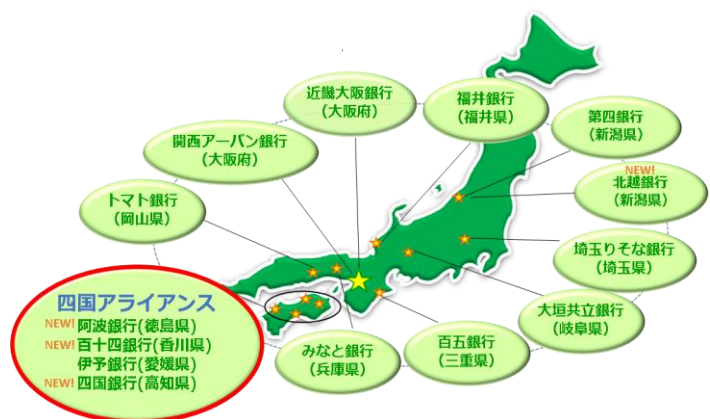 近畿大阪銀行
(大阪府)
福井銀行
(福井県)
第四銀行
(新潟県)
関西アーバン銀行
(大阪府)
NEW!
北越銀行
(新潟県)
トマト銀行
(岡山県)
埼玉りそな銀行
(埼玉県)
四国アライアンス
NEW! 阿波銀行(徳島県)
NEW! 百十四銀行(香川県)
伊予銀行(愛媛県)
NEW! 四国銀行(高知県)
みなと銀行
(兵庫県)
百五銀行
(三重県)
大垣共立銀行
(岐阜県)